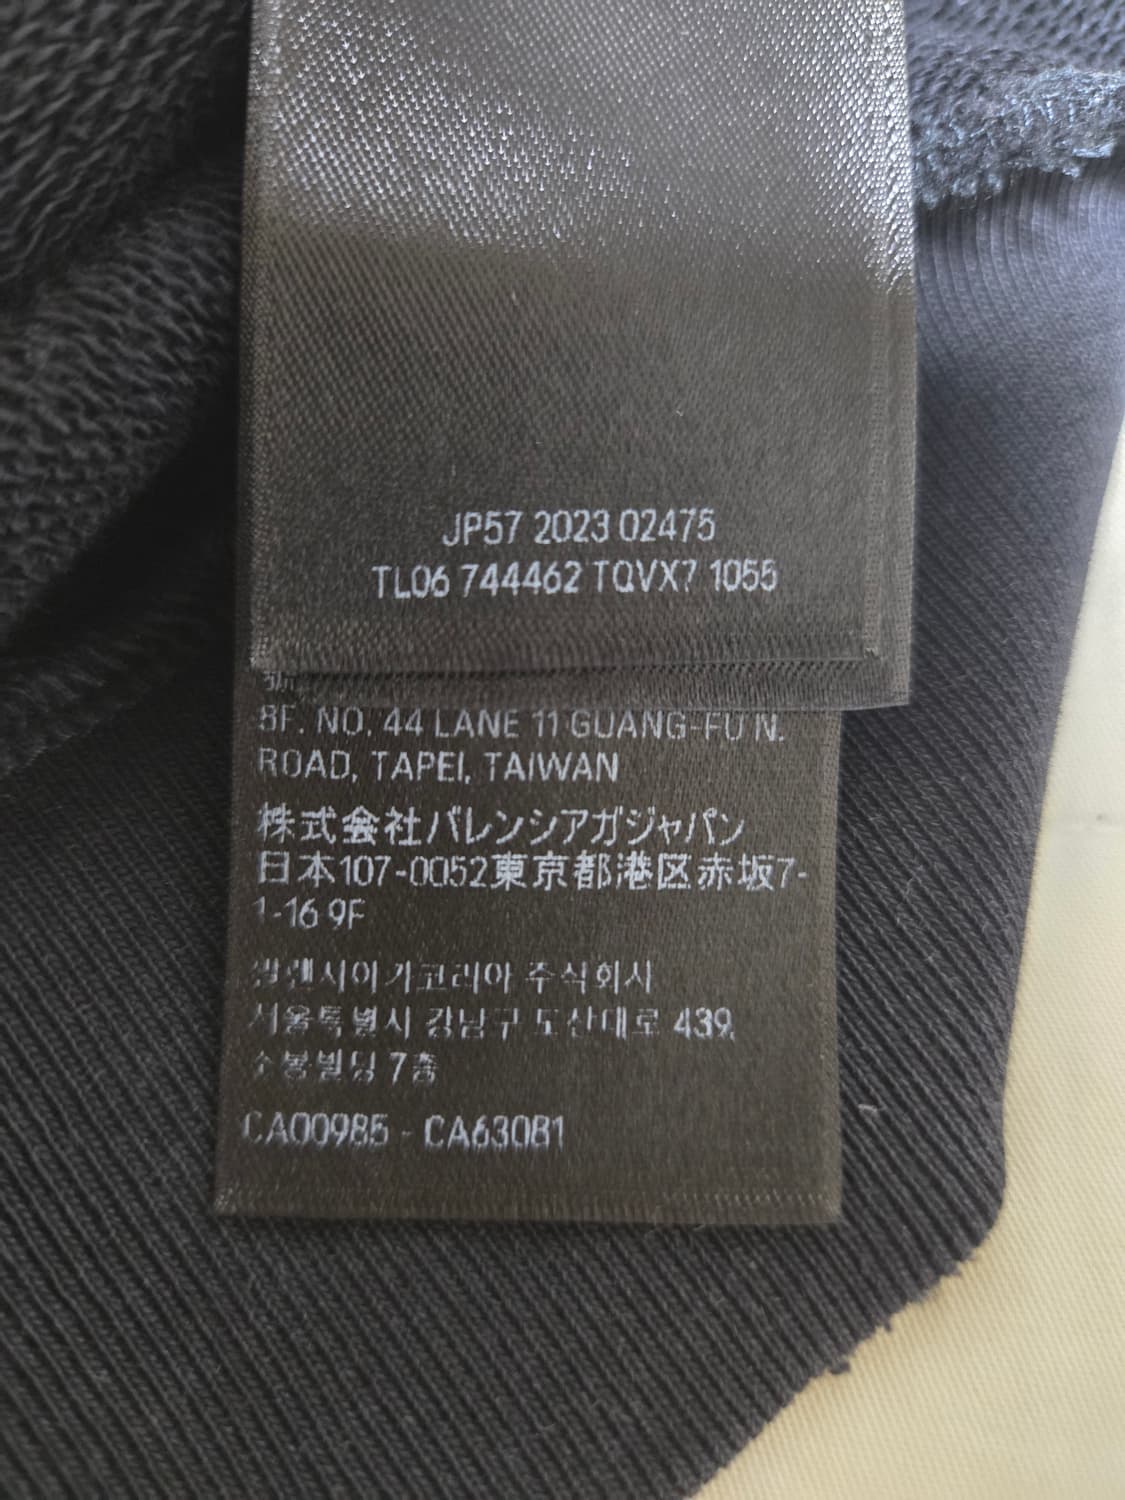 JP57 2023 02475
TL06 744462 TQVX7 1055
8F. NO. 44 LANE 11 GUANG-FU N.
ROAD, TAPEI, TAIWAN
株式会社バレンシアガジャパン
日本107-0052東京都港区赤坂7-
1-16 9F
발렌시아가코리아 주식회사
서울특별시 강남구 도산대로 439,
빌딩 7층
CA00985 - CA63081